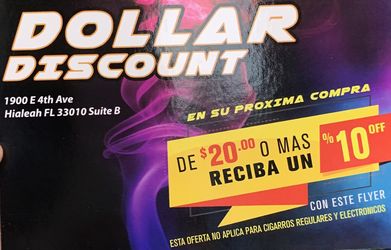 DOLLAR
DISCOUNT
1900 E 4th Ave
Hialeah FL 33010 Suite B
EN SU PROXIMA COMPRA
DE $20.00 O MAS
RECIBA UN
%10 OFF
CON ESTE FLYER
ESTA OFERTA NO APLICA PARA CIGARROS REGULARES Y ELECTRONICOS